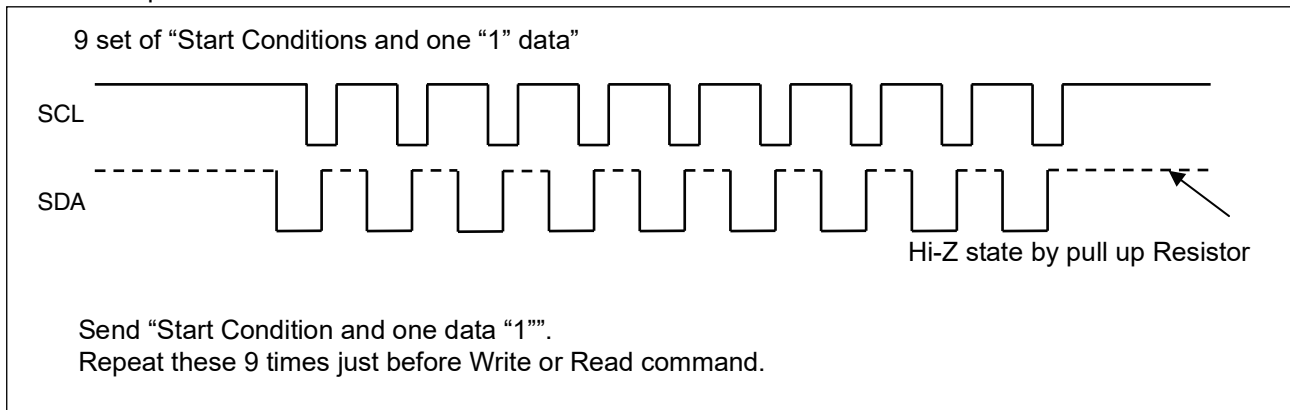 9 set of “Start Conditions and one “1” data”
SCL
SDA
Hi-Z state by pull up Resistor
Send “Start Condition and one data “1””.
Repeat these 9 times just before Write or Read command.